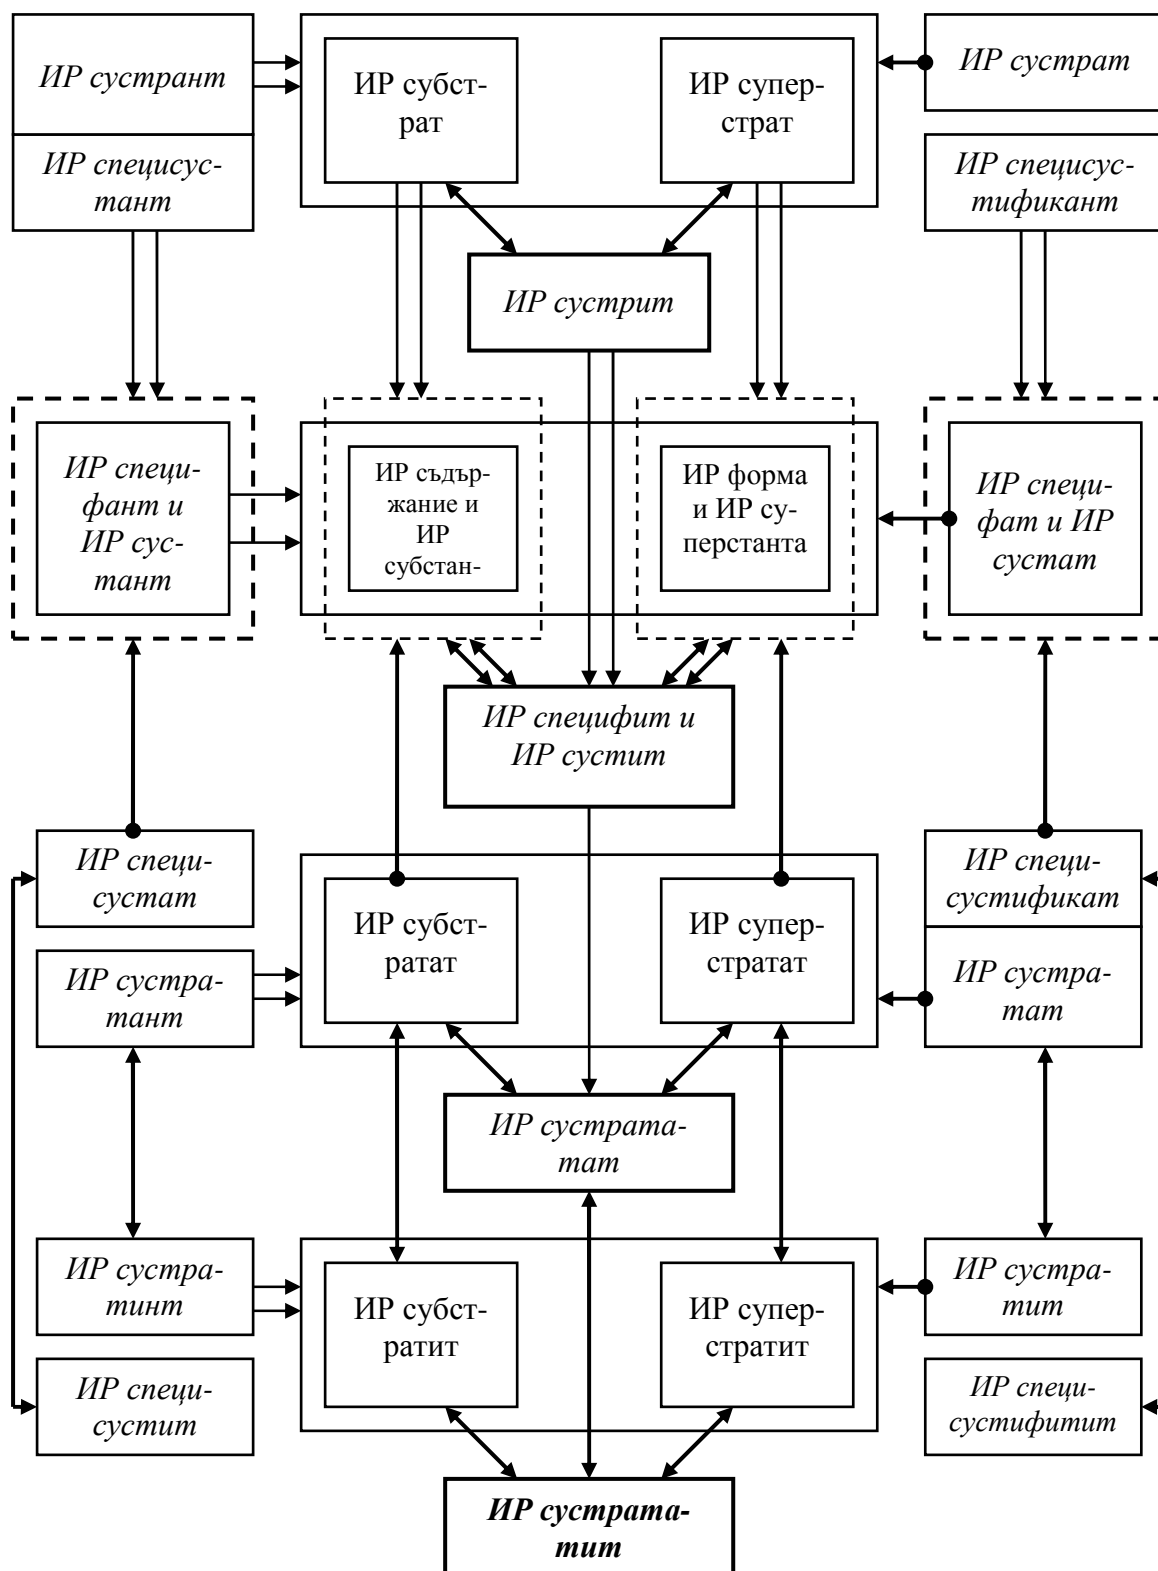 ИР сустрант
ИР субст-
рат
ИР супер-
страт
ИР сустрат
ИР специсус-
тант
ИР специсус-
тификант
ИР сустрит
ИР специ-
фант и
ИР сус-
тант
ИР съдър-
жание и
ИР
субстан-
ИР форма
и ИР су-
перстанта
ИР специ-
фат и ИР
сустат
ИР специфит и
ИР сустит
ИР специ-
сустат
ИР субст-
ратат
ИР супер-
стратат
ИР специ-
сустификат
ИР сустра-
тант
ИР сустра-
тат
ИР сустрата-
тат
ИР сустра-
тинт
ИР субст-
ратит
ИР супер-
стратит
ИР сустра-
тит
ИР специ-
сустит
ИР специ-
сустифитит
ИР сустрата-
тит